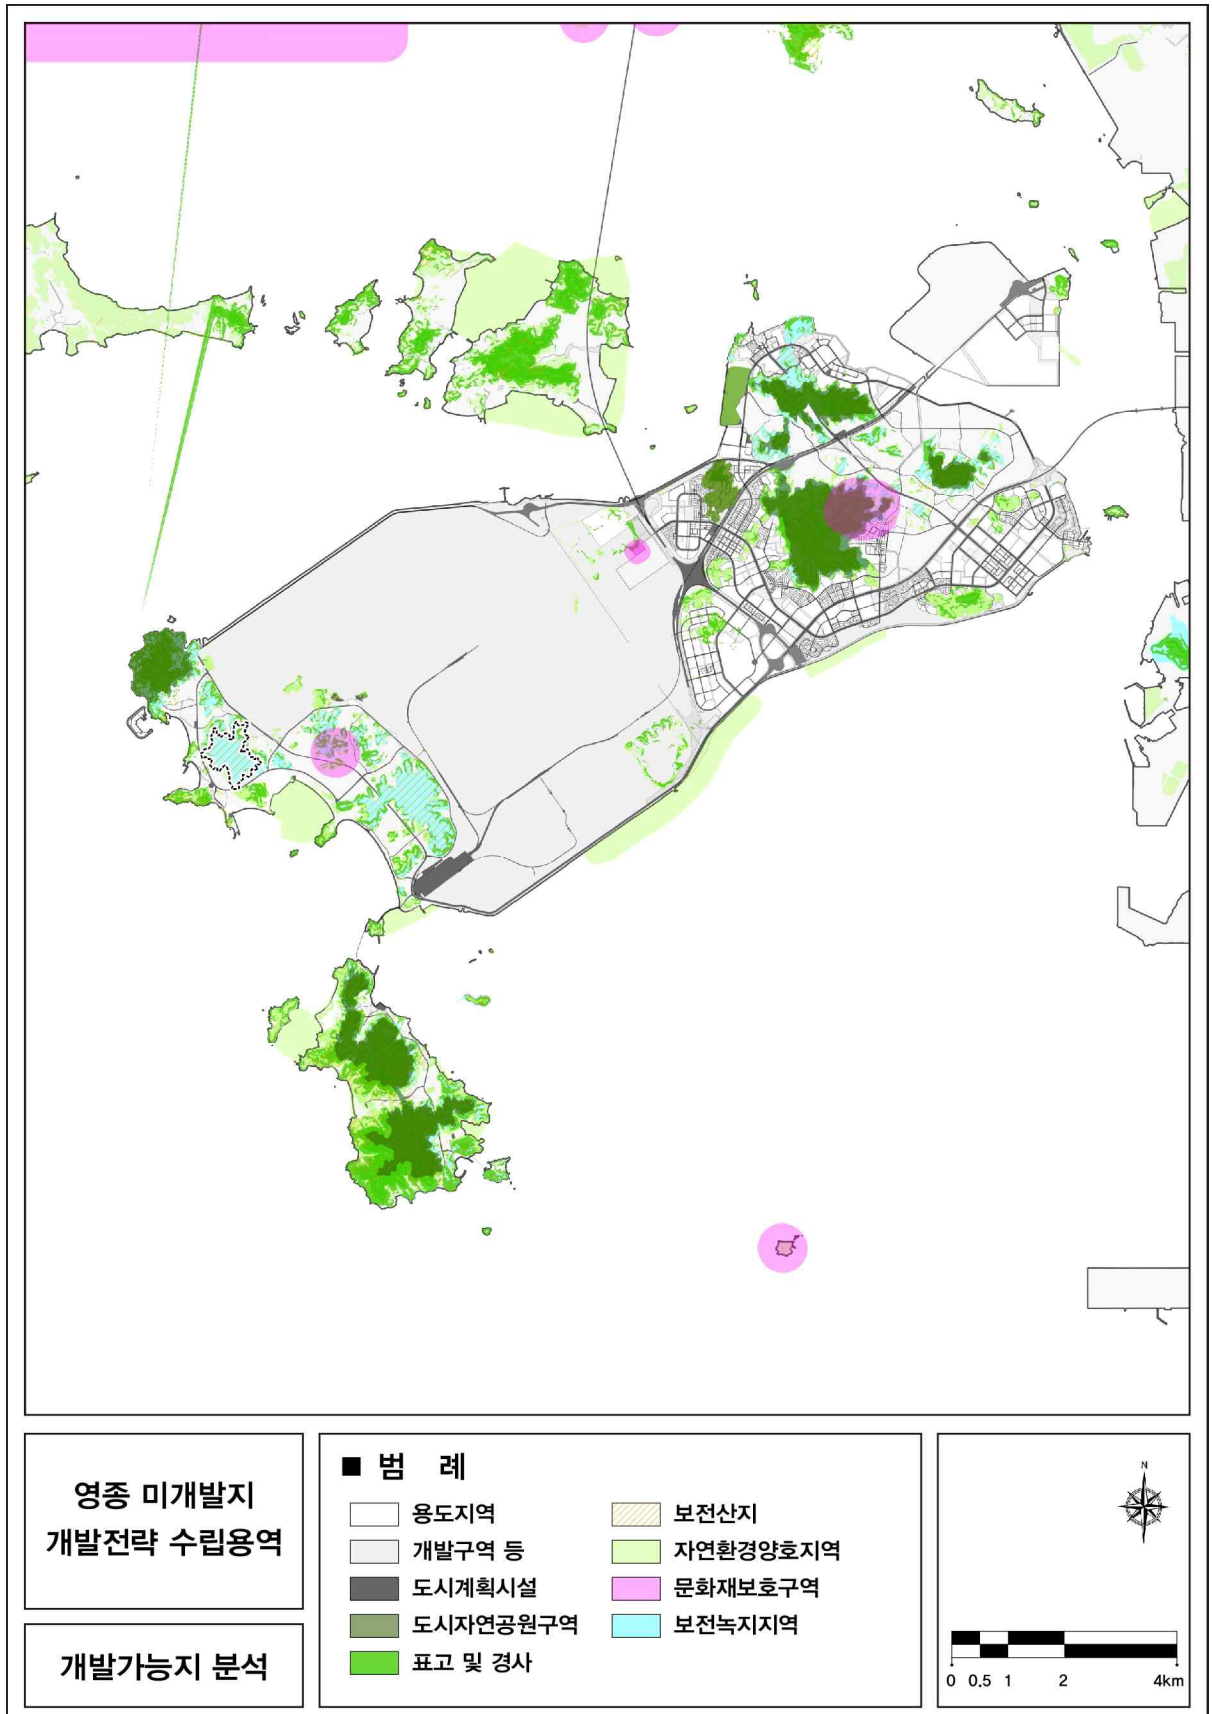 영종 미개발지
개발전략 수립용역
개발가능지 분석
■ 범 례
용도지역
개발구역 등
도시계획시설
도시자연공원구역
표고 및 경사
보전산지
자연환경양호지역
문화재보호구역
보전녹지지역
N
0 0.5 1 2 4km